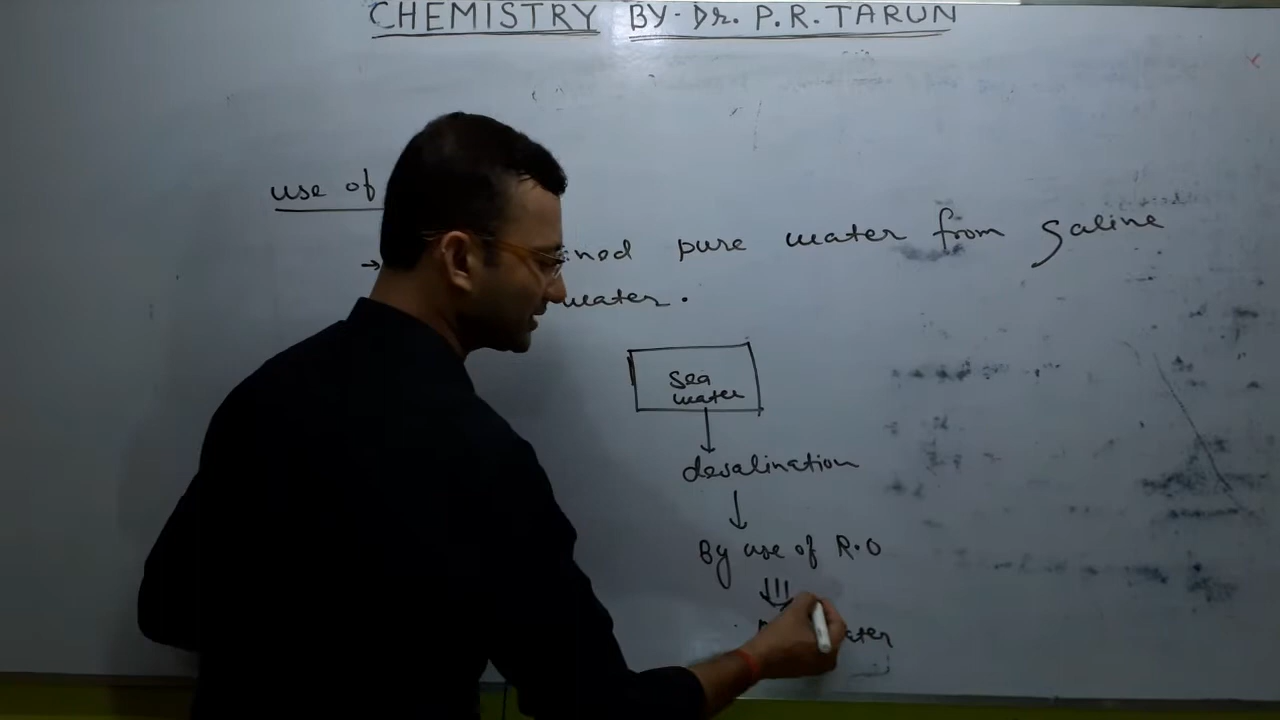 CHEMISTRY BY. Dr. P.R. TARUN
use of
→ pure water from saline
water.
Sea
water
desalination
By use of R.O